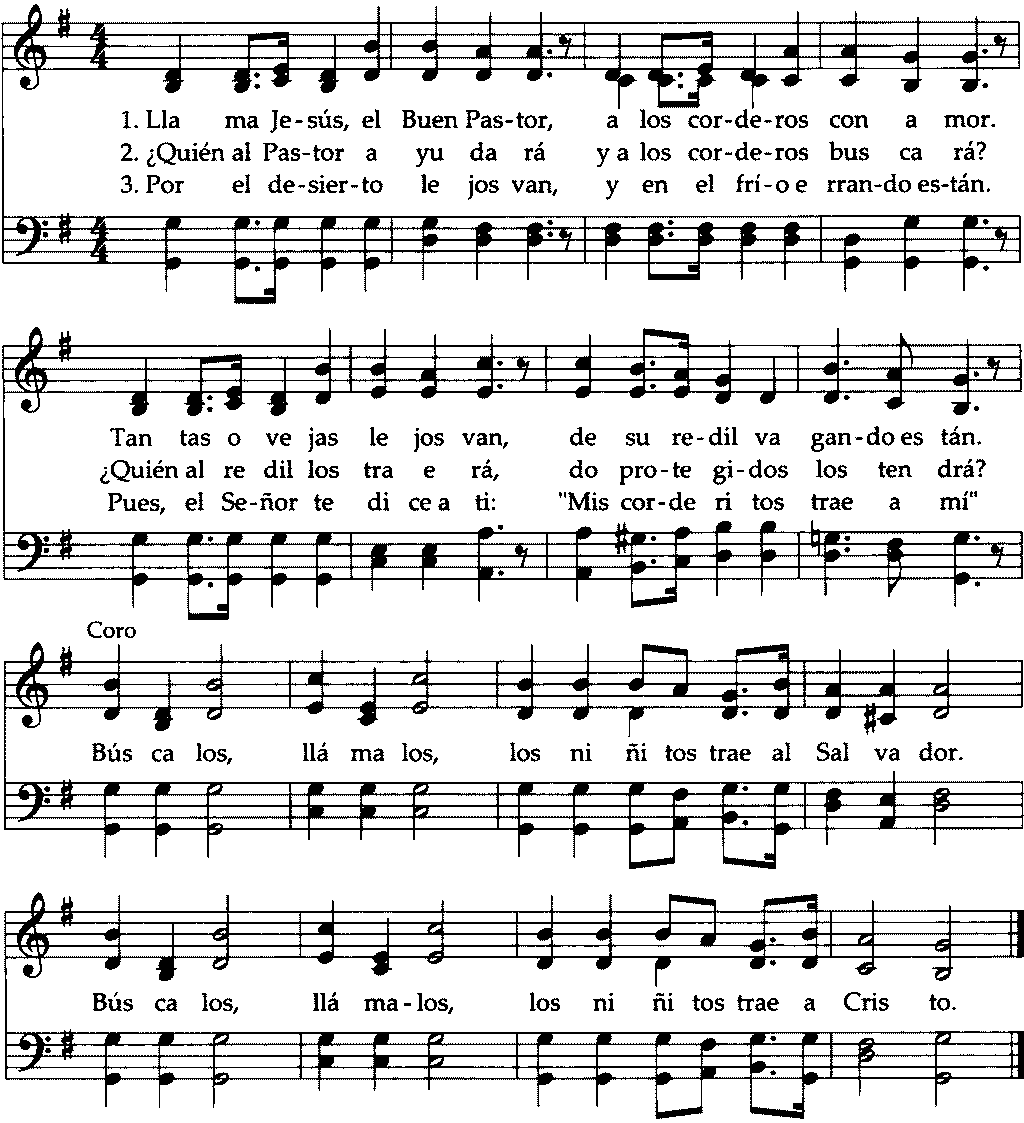 1. Lla ma Je-sús, el Buen Pas-tor, a los cor-de-ros con a mor.
2. ¿Quién al Pas-tor a yu da rá y a los cor-de-ros bus ca rá?
3. Por el de-sier-to le jos van, y en el frí-o e rran-do es-tán.
Tan tas o ve jas le jos van, de su re-dil va gan-do es tán.
¿Quién al re dil los tra e rá, do pro-te gi-dos los ten drá?
Pues, el Se-ñor te di ce a ti: "Mis cor-de ri tos trae a mí"
Coro
Bús ca los, llá ma los, los ni ñi tos trae al Sal va dor.
Bús ca los, llá ma-los, los ni ñi tos trae a Cris to.